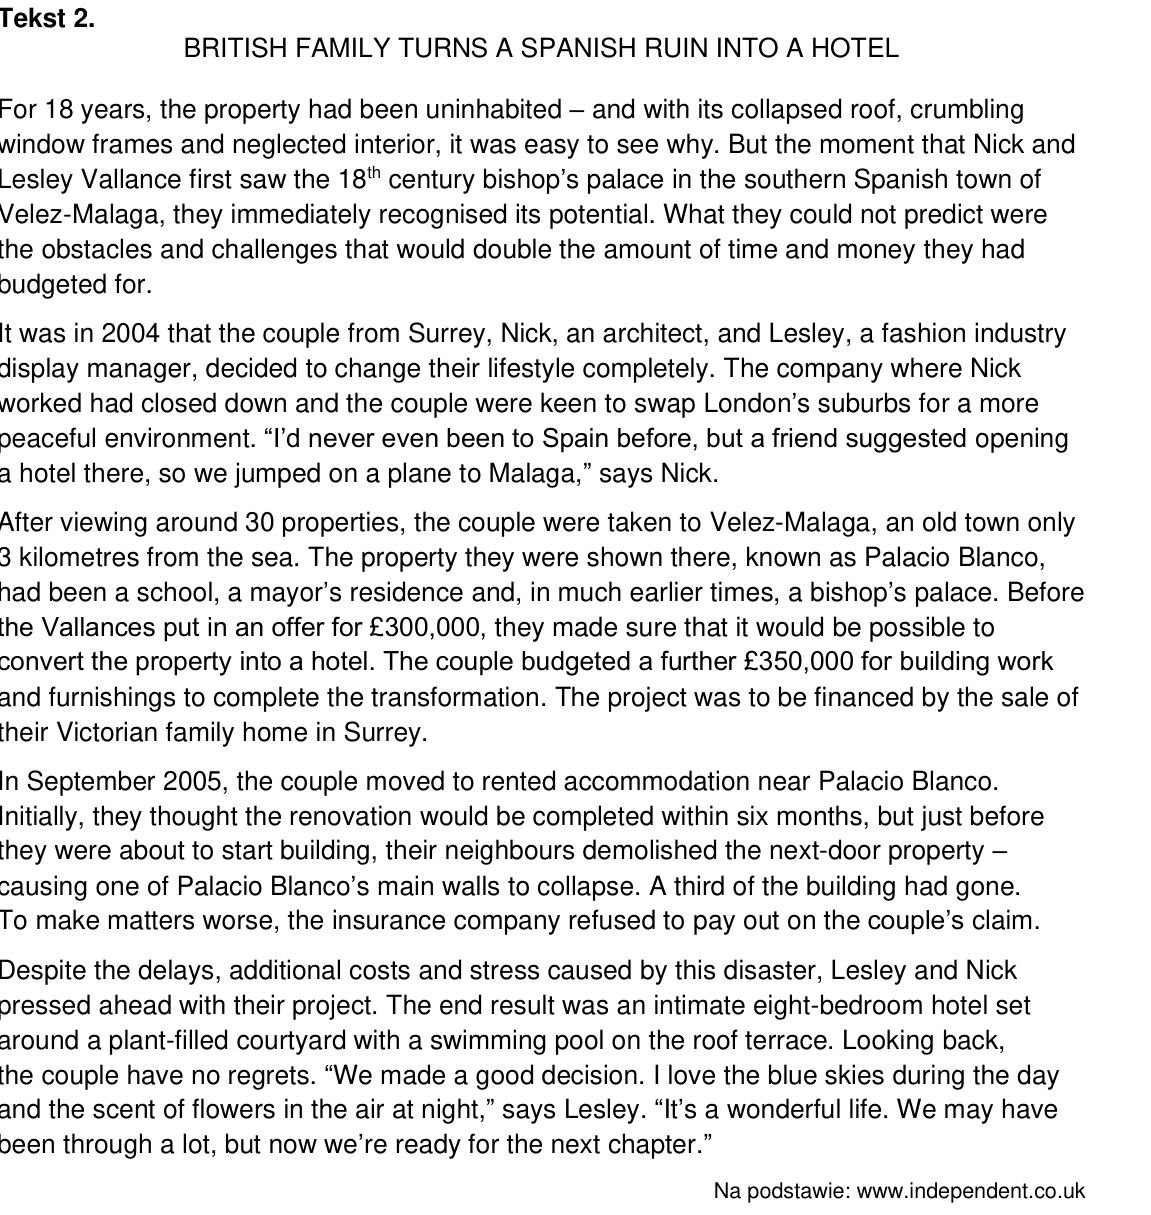 Tekst 2.
BRITISH FAMILY TURNS A SPANISH RUIN INTO A HOTEL
For 18 years, the property had been uninhabited – and with its collapsed roof, crumbling
window frames and neglected interior, it was easy to see why. But the moment that Nick and
Lesley Vallance first saw the 18th century bishop’s palace in the southern Spanish town of
Velez-Malaga, they immediately recognised its potential. What they could not predict were
the obstacles and challenges that would double the amount of time and money they had
budgeted for.
It was in 2004 that the couple from Surrey, Nick, an architect, and Lesley, a fashion industry
display manager, decided to change their lifestyle completely. The company where Nick
worked had closed down and the couple were keen to swap London’s suburbs for a more
peaceful environment. “I’d never even been to Spain before, but a friend suggested opening
a hotel there, so we jumped on a plane to Malaga,” says Nick.
After viewing around 30 properties, the couple were taken to Velez-Malaga, an old town only
3 kilometres from the sea. The property they were shown there, known as Palacio Blanco,
had been a school, a mayor’s residence and, in much earlier times, a bishop’s palace. Before
the Vallances put in an offer for £300,000, they made sure that it would be possible to
convert the property into a hotel. The couple budgeted a further £350,000 for building work
and furnishings to complete the transformation. The project was to be financed by the sale of
their Victorian family home in Surrey.
In September 2005, the couple moved to rented accommodation near Palacio Blanco.
Initially, they thought the renovation would be completed within six months, but just before
they were about to start building, their neighbours demolished the next-door property –
causing one of Palacio Blanco’s main walls to collapse. A third of the building had gone.
To make matters worse, the insurance company refused to pay out on the couple’s claim.
Despite the delays, additional costs and stress caused by this disaster, Lesley and Nick
pressed ahead with their project. The end result was an intimate eight-bedroom hotel set
around a plant-filled courtyard with a swimming pool on the roof terrace. Looking back,
the couple have no regrets. “We made a good decision. I love the blue skies during the day
and the scent of flowers in the air at night,” says Lesley. “It’s a wonderful life. We may have
been through a lot, but now we’re ready for the next chapter.”
Na podstawie: www.independent.co.uk